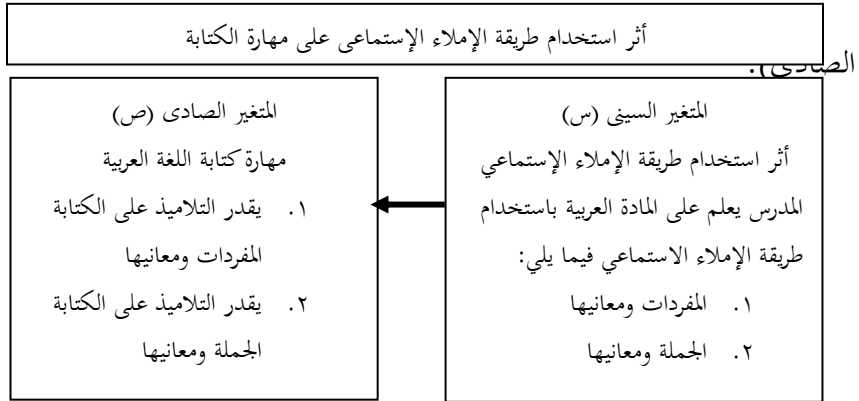 أثر استخدام طريقة الإملاء الإستماعى على مهارة الكتابة
الصادى).
المتغير السينى (س)
أثر استخدام طريقة الإملاء الإستماعي
المدرس يعلم على المادة العربية باستخدام
طريقة الإملاء الاستماعي فيما يلي:
١. المفردات ومعانيها
٢. الجملة ومعانيها
المتغير الصادى (ص)
مهارة كتابة اللغة العربية
١. يقدر التلاميذ على الكتابة
المفردات ومعانيها
٢. يقدر التلاميذ على الكتابة
الجملة ومعانيها